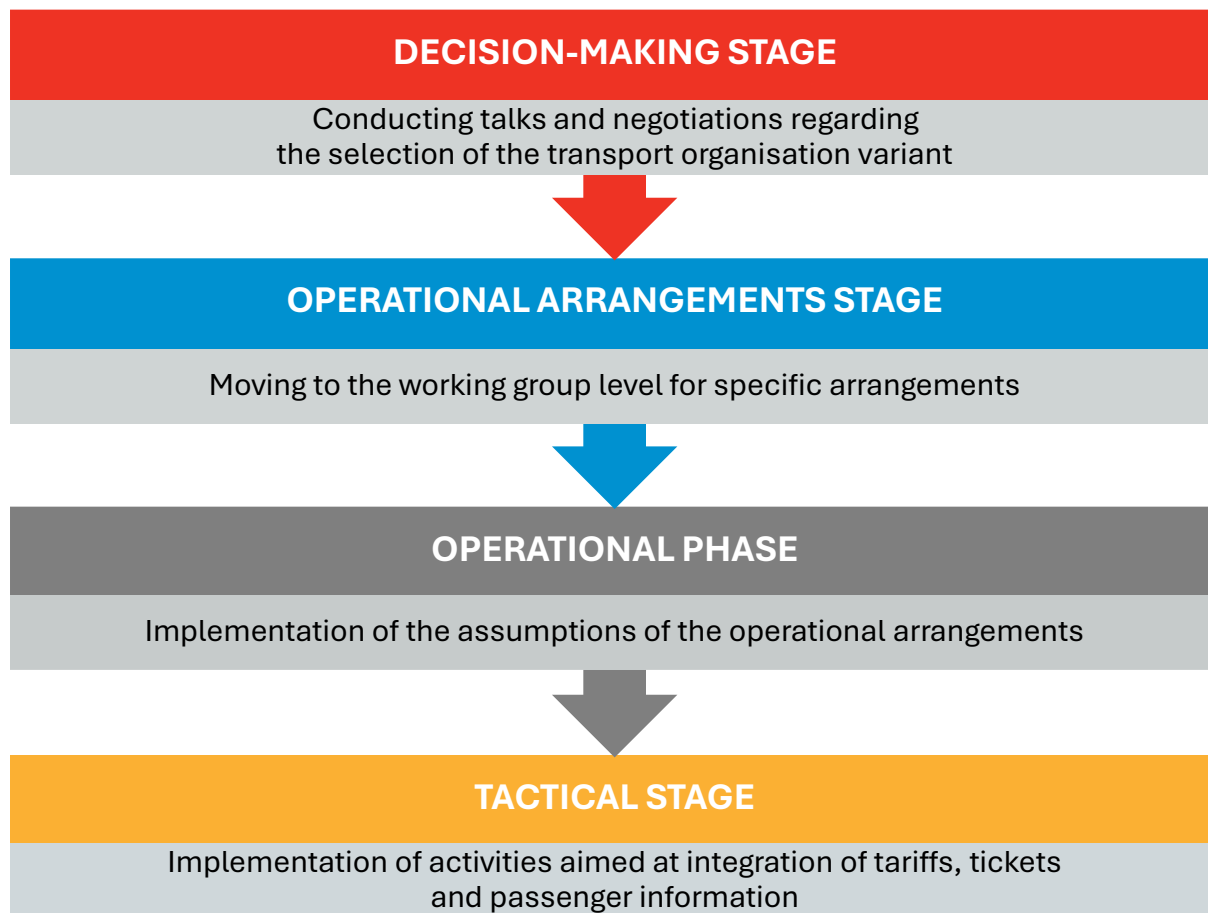 DECISION-MAKING STAGE
Conducting talks and negotiations regarding
the selection of the transport organisation variant
OPERATIONAL ARRANGEMENTS STAGE
Moving to the working group level for specific arrangements
OPERATIONAL PHASE
Implementation of the assumptions of the operational arrangements
TACTICAL STAGE
Implementation of activities aimed at integration of tariffs, tickets
and passenger information